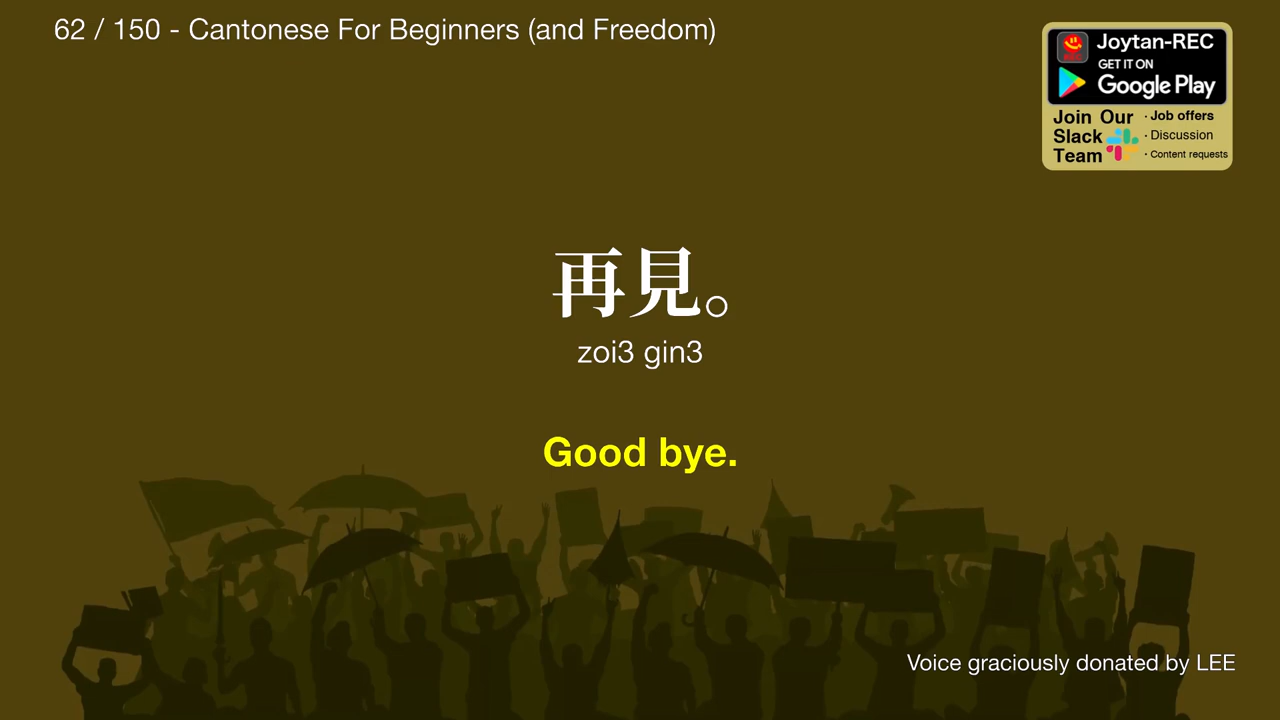 62 / 150 - Cantonese For Beginners (and Freedom)
Joytan-REC
GET IT ON
Google Play
Join Our
Slack
Team
· Job offers
· Discussion
· Content requests
再見。
zoi3 gin3
Good bye.
Voice graciously donated by LEE